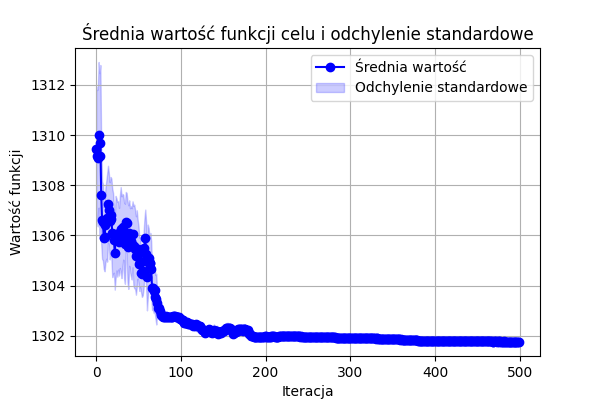 Średnia wartość funkcji celu i odchylenie standardowe
Średnia wartość
Odchylenie standardowe
Wartość funkcji
1312
1310
1308
1306
1304
1302
0 100 200 300 400 500
Iteracja